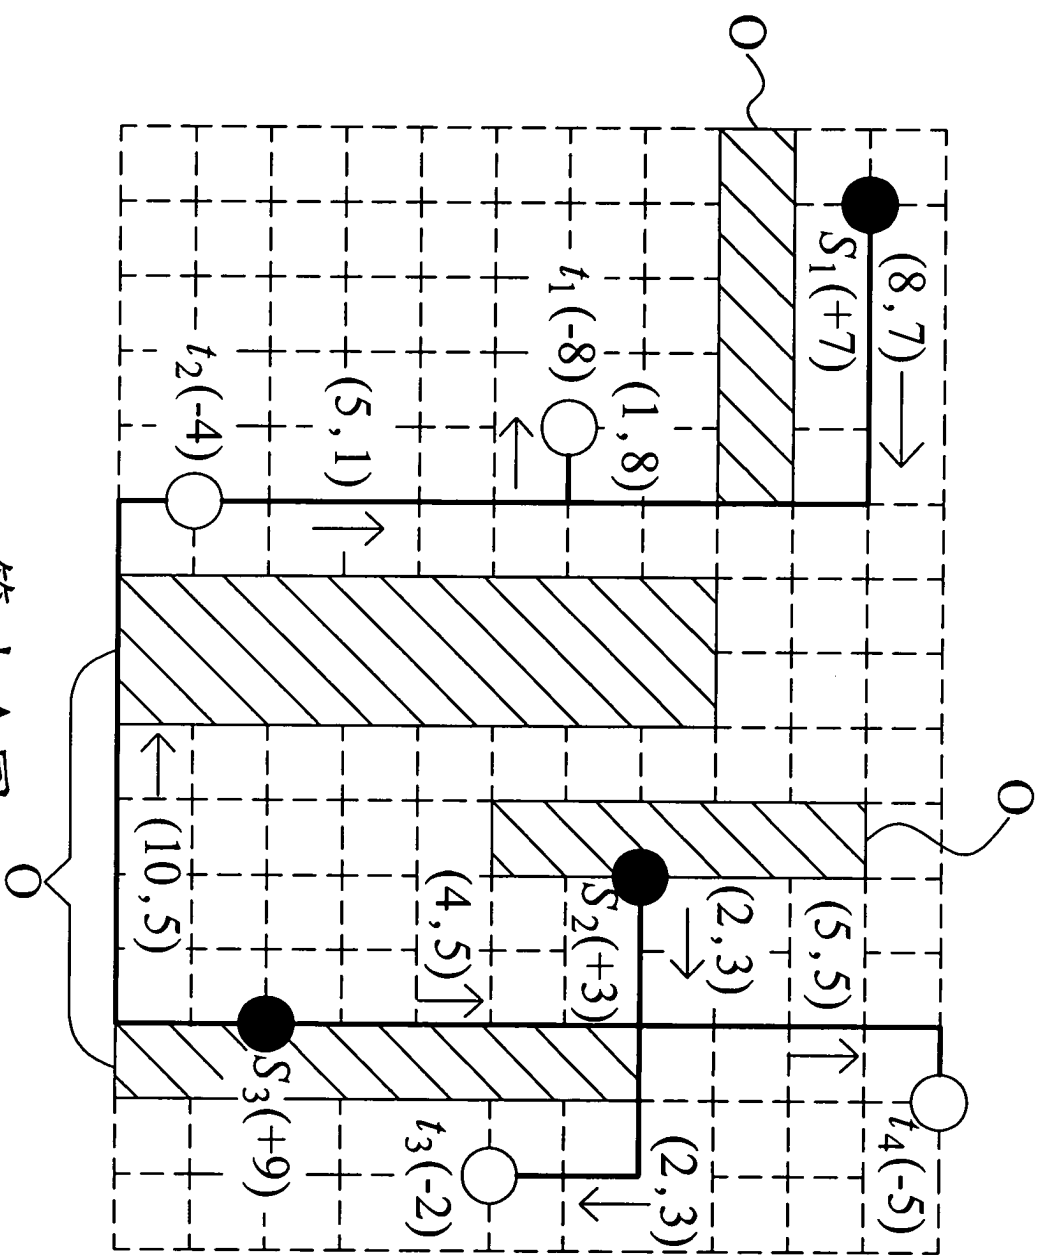 O
(8,7)
t₄(-5)
S₁(+7)
(5,5)
O
(2,3)
(2,3)
(1,8)
S₂(+3)
t₁(-8)
(4,5)
t₃(-2)
(5,1)
S₃(+9)
t₂(-4)
(10,5)
O